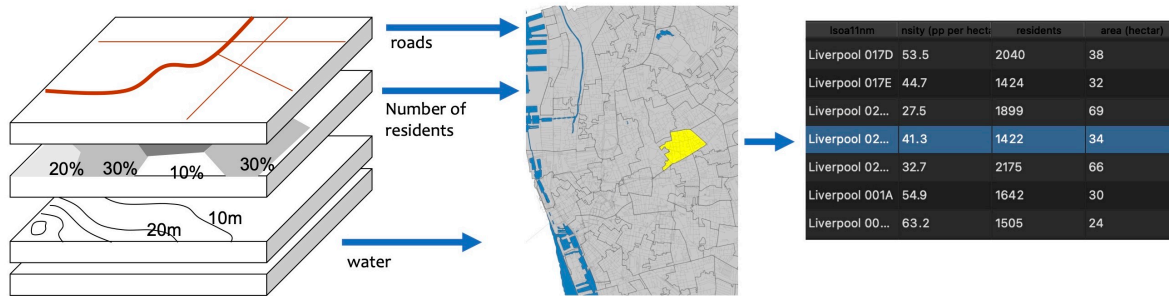 roads
Number of
residents
20% 30% 10% 30%
10m
20m
water
lsoa11nm nsity (pp per hecta residents area (hectar)
Liverpool 017D 53.5 2040 38
Liverpool 017E 44.7 1424 32
Liverpool 02... 27.5 1899 69
Liverpool 02... 41.3 1422 34
Liverpool 02... 32.7 2175 66
Liverpool 001A 54.9 1642 30
Liverpool 00... 63.2 1505 24